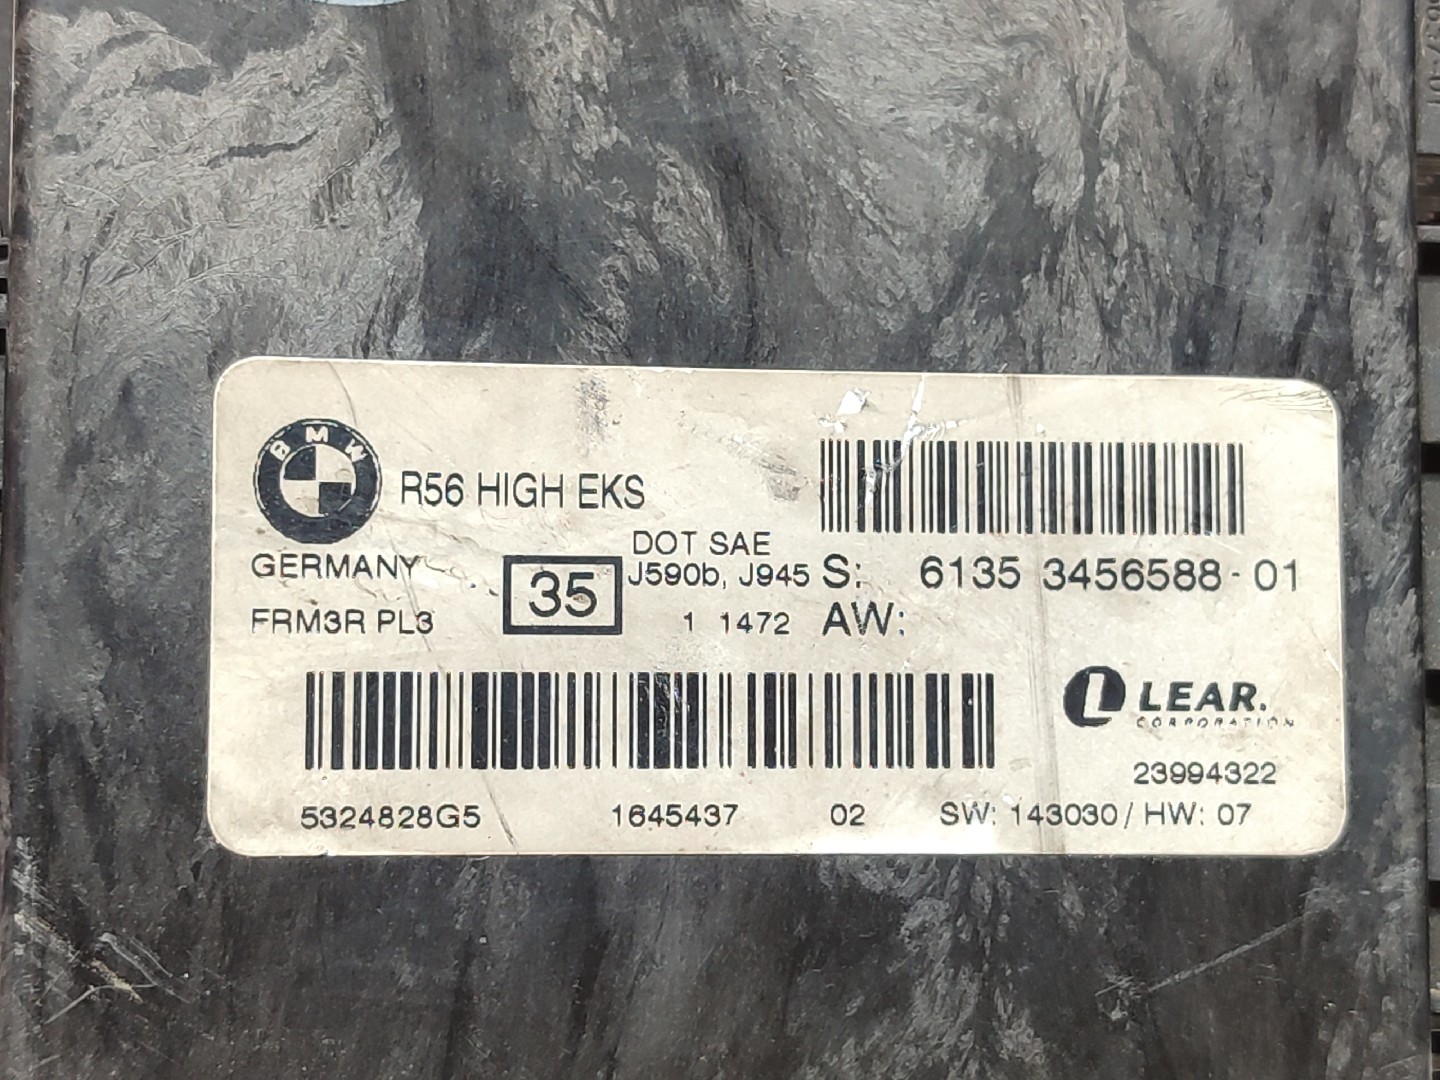 BMW
R56 HIGH EKS
GERMANY
FRM3R PL3
35
DOT SAE
J590b, J945
1 1472
S: 6135 3456588-01
AW:
LEAR.
CORPORATION
23994322
5324828G5 1645437 02 SW: 143030 / HW: 07